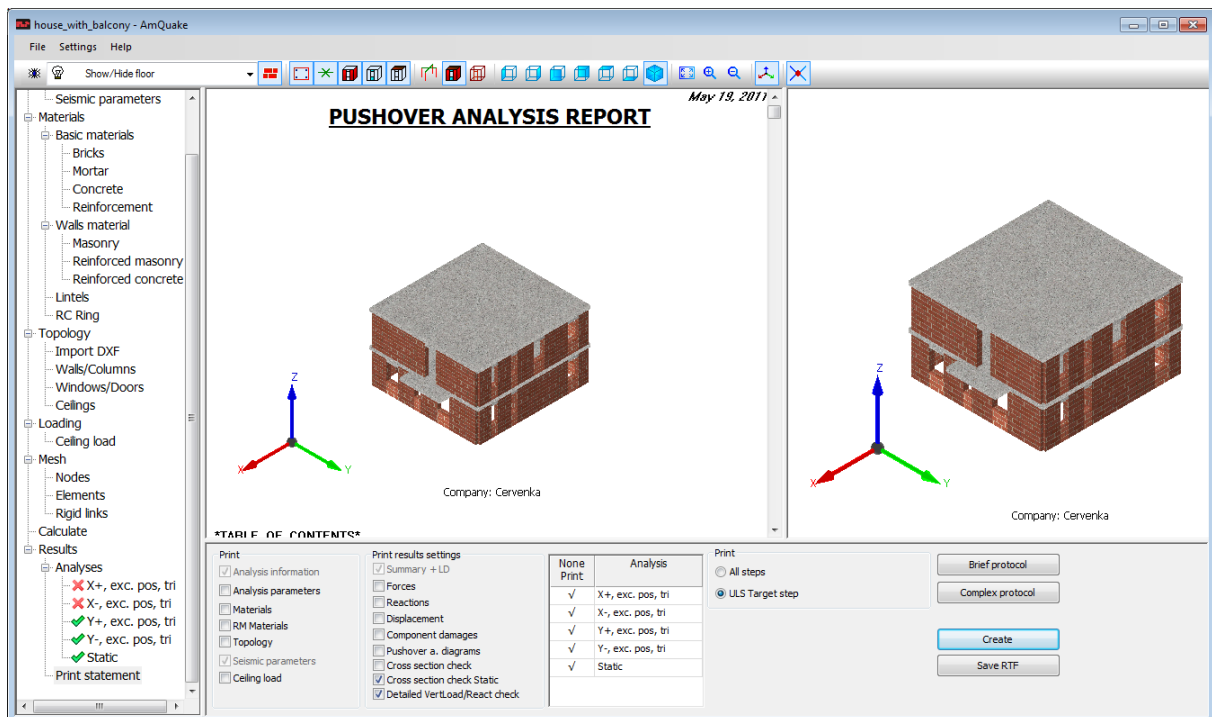 house_with_balcony - AmQuake
File Settings Help
Show/Hide floor
Seismic parameters
Materials
Basic materials
Bricks
Mortar
Concrete
Reinforcement
Walls material
Masonry
Reinforced masonry
Reinforced concrete
Lintels
RC Ring
Topology
Import DXF
Walls/Columns
Windows/Doors
Ceilings
Loading
Ceiling load
Mesh
Nodes
Elements
Rigid links
Calculate
Results
Analyses
X+, exc. pos, tri
X-, exc. pos, tri
Y+, exc. pos, tri
Y-, exc. pos, tri
Static
Print statement
May 19, 2011
PUSHOVER ANALYSIS REPORT
Z
X
Y
Company: Cervenka
*TABLE OF CONTENTS*
Z
X
Y
Company: Cervenka
Print
Analysis information
Analysis parameters
Materials
RM Materials
Topology
Seismic parameters
Ceiling load
Print results settings
Summary +LD
Forces
Reactions
Displacement
Component damages
Pushover a. diagrams
Cross section check
Cross section check Static
Detailed VertLoad/React check
None Print Analysis
√ X+, exc. pos, tri
√ X-, exc. pos, tri
√ Y+, exc. pos, tri
√ Y-, exc. pos, tri
√ Static
Print
All steps
ULS Target step
Brief protocol
Complex protocol
Create
Save RTF